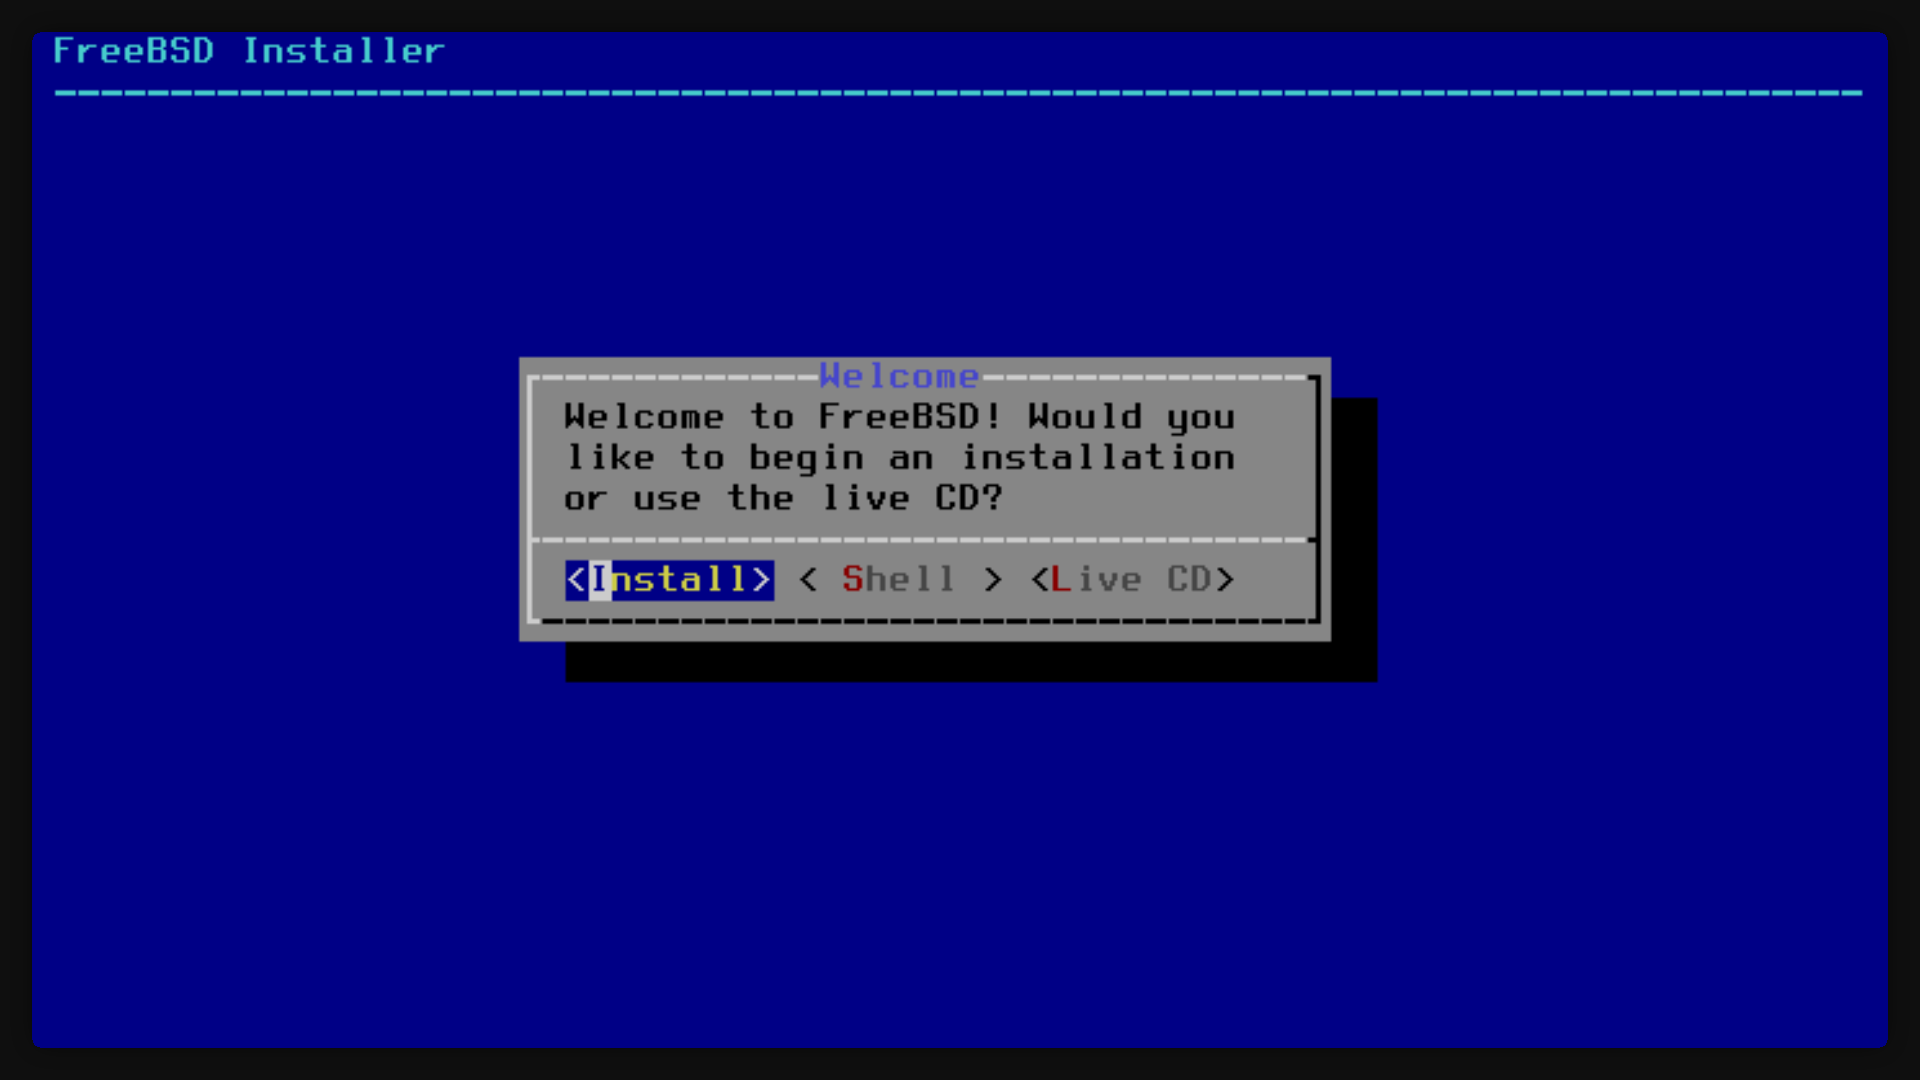 FreeBSD Installer
Welcome
Welcome to FreeBSD! Would you
like to begin an installation
or use the live CD?
<Install> < Shell > <Live CD>